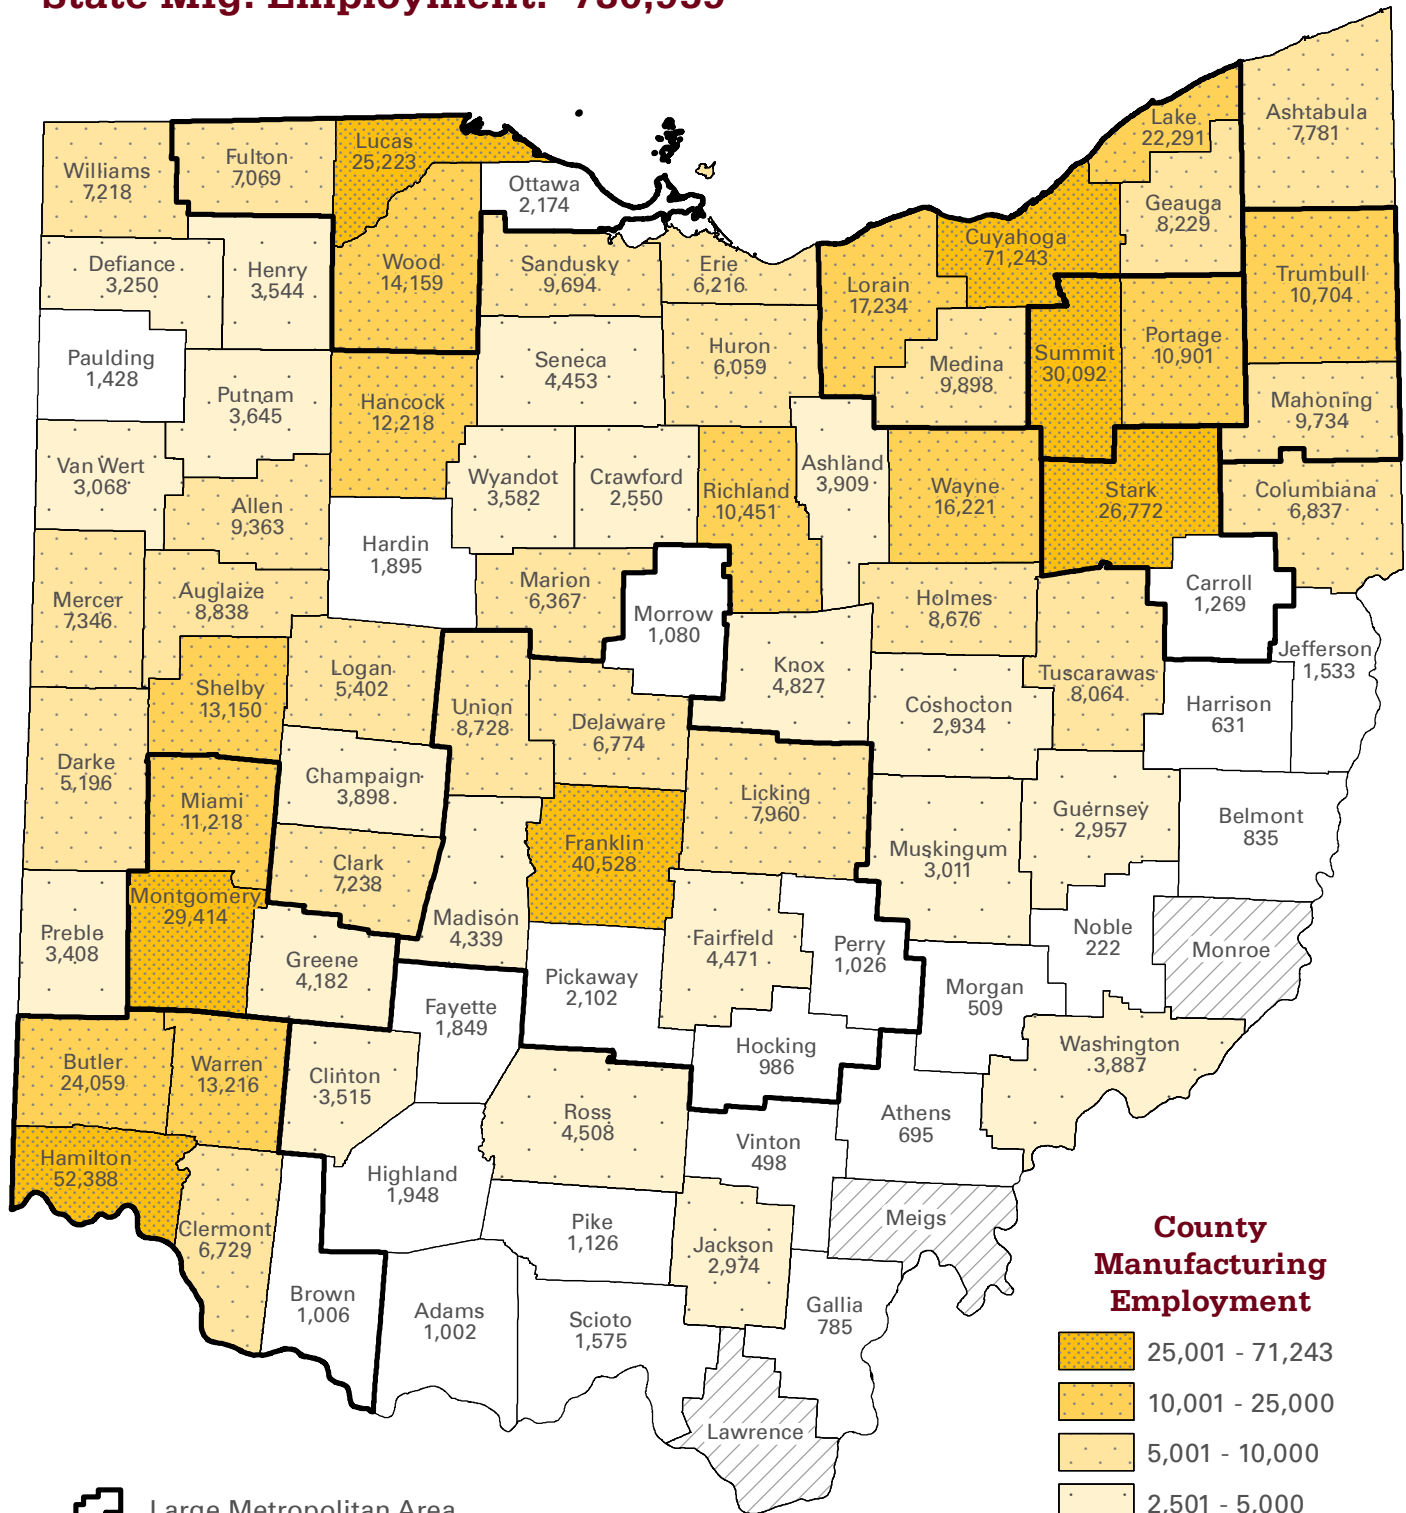 Ashtabula
7,781
Lake
22,291
Lucas
25,223
Fulton
7,069
Williams
7,218
Ottawa
2,174
Geauga
8,229
Cuyahoga
71,243
Defiance
3,250
Henry
3,544
Wood
14,159
Sandusky
9,694
Erie
6,216
Lorain
17,234
Trumbull
10,704
Paulding
1,428
Putnam
3,645
Hancock
12,218
Seneca
4,453
Huron
6,059
Medina
9,898
Summit
30,092
Portage
10,901
Mahoning
9,734
Van Wert
3,068
Allen
9,363
Wyandot
3,582
Crawford
2,550
Richland
10,451
Ashland
3,909
Wayne
16,221
Stark
26,772
Columbiana
6,837
Hardin
1,895
Mercer
7,346
Auglaize
8,838
Marion
6,367
Morrow
1,080
Holmes
8,676
Carroll
1,269
Jefferson
1,533
Shelby
13,150
Logan
5,402
Union
8,728
Delaware
6,774
Knox
4,827
Coshocton
2,934
Tuscarawas
8,064
Harrison
631
Darke
5,196
Miami
11,218
Champaign
3,898
Licking
7,960
Guernsey
2,957
Belmont
835
Clark
7,238
Franklin
40,528
Muskingum
3,011
Montgomery
29,414
Madison
4,339
Preble
3,408
Greene
4,182
Fairfield
4,471
Perry
1,026
Noble
222
Monroe
Pickaway
2,102
Fayette
1,849
Morgan
509
Butler
24,059
Warren
13,216
Clinton
3,515
Hocking
986
Washington
3,887
Ross
4,508
Athens
695
Hamilton
52,388
Highland
1,948
Vinton
498
Clermont
6,729
Pike
1,126
Jackson
2,974
Meigs
Brown
1,006
Adams
1,002
Scioto
1,575
Gallia
785
Lawrence
County
Manufacturing
Employment
25,001 - 71,243
10,001 - 25,000
5,001 - 10,000
2,501 - 5,000
Large Metropolitan Area